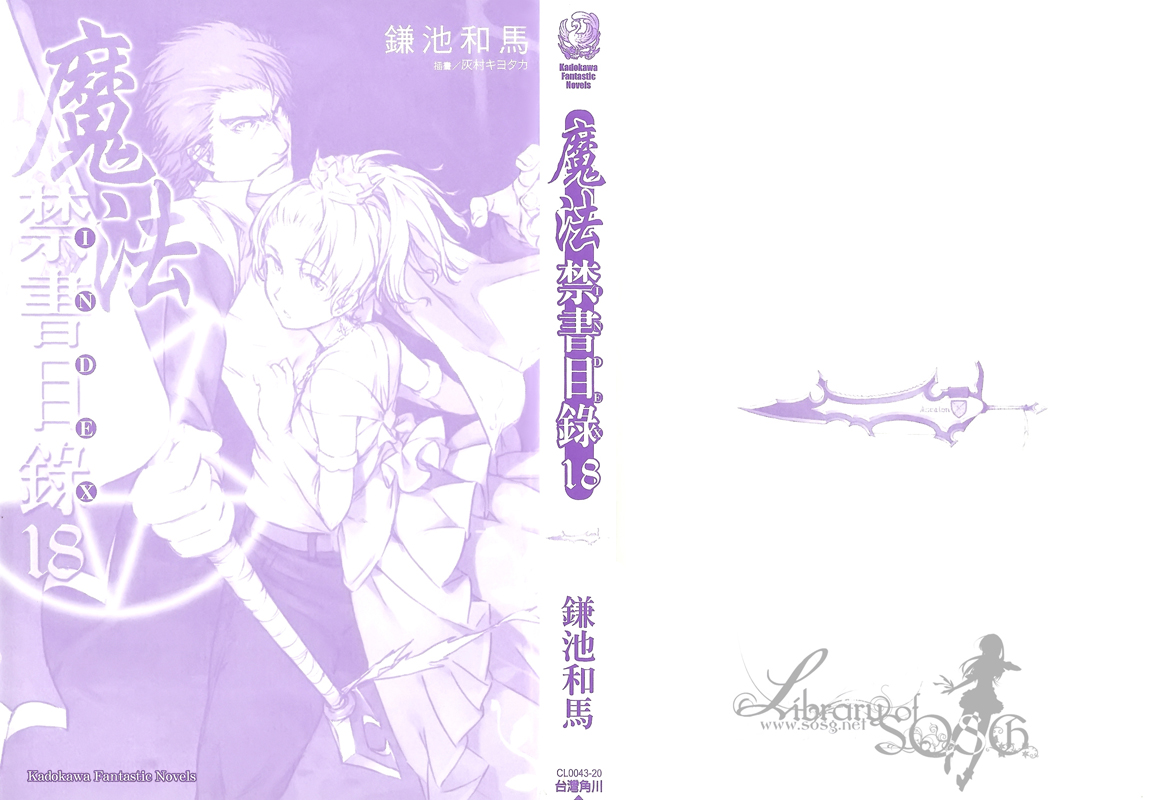 鎌池和馬
插畫／灰村キヨタカ
魔法
禁書目錄
INDEX
18
Kadokawa Fantastic Novels
Kadokawa
Fantastic
Novels
魔法禁書目錄
INDEX
18
鎌池和馬
CL0043-20
台灣角川
Ascalon
Library of
www.sosg.net
SOSG